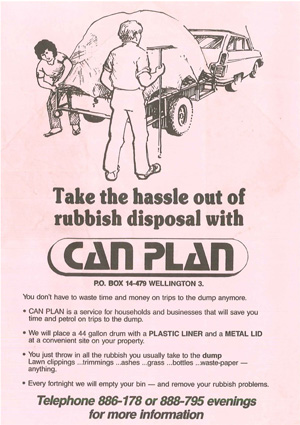 Take the hassle out of
rubbish disposal with
CAN PLAN
P.O. BOX 14-479 WELLINGTON 3.
You don't have to waste time and money on trips to the dump anymore.
• CAN PLAN is a service for households and businesses that will save you
time and petrol on trips to the dump.
• We will place a 44 gallon drum with a PLASTIC LINER and a METAL LID
at a convenient site on your property.
• You just throw in all the rubbish you usually take to the dump
Lawn clippings ...trimmings ...ashes ...grass ...bottles ...waste-paper —
anything.
• Every fortnight we will empty your bin — and remove your rubbish problems.
Telephone 886-178 or 888-795 evenings
for more information